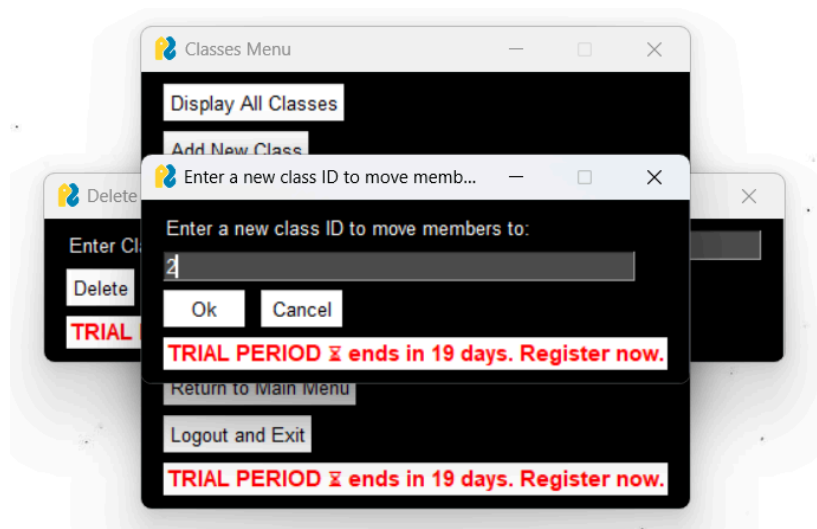 Classes Menu
Display All Classes
Add New Class
Enter a new class ID to move memb...
Delete
Enter a new class ID to move members to:
Enter
2
Delete
Ok
Cancel
TRIAL
TRIAL PERIOD ⌛ ends in 19 days. Register now.
Return to Main Menu
Logout and Exit
TRIAL PERIOD ⌛ ends in 19 days. Register now.